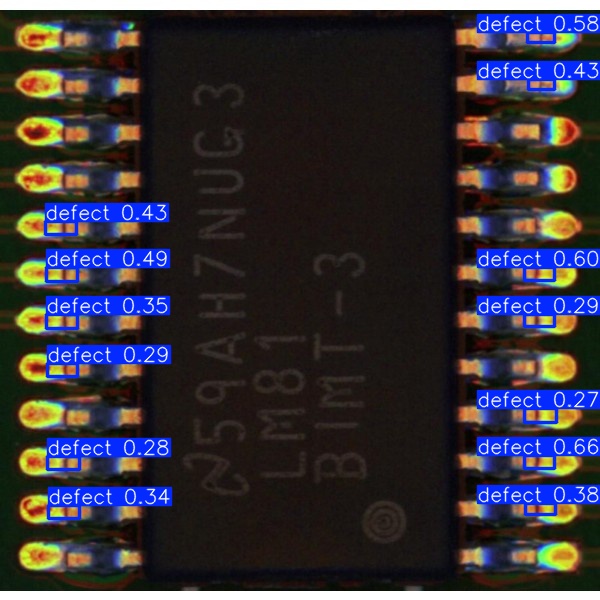 defect 0.58
defect 0.43
defect 0.43
defect 0.49
defect 0.60
defect 0.35
defect 0.29
defect 0.29
defect 0.27
defect 0.28
defect 0.66
defect 0.34
defect 0.38
59AH7NUG3
LM81
BIMT-3